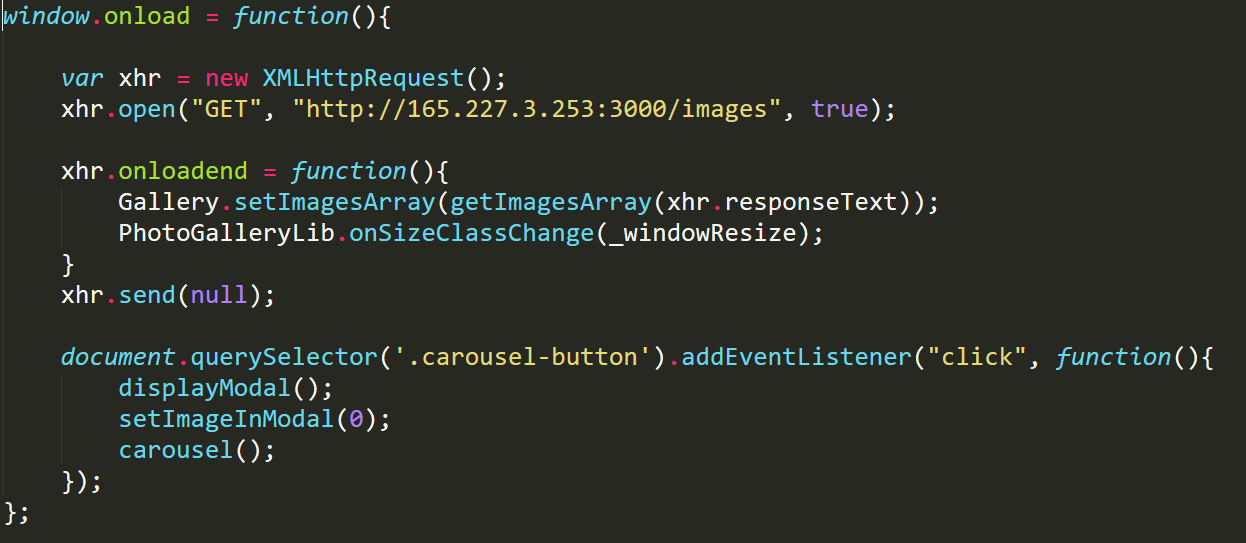 window.onload = function(){
var xhr = new XMLHttpRequest();
xhr.open("GET", "http://165.227.3.253:3000/images", true);
xhr.onloadend = function(){
Gallery.setImagesArray(getImagesArray(xhr.responseText));
PhotoGalleryLib.onSizeClassChange(_windowResize);
}
xhr.send(null);
document.querySelector('.carousel-button').addEventListener("click", function(){
displayModal();
setImageInModal(0);
carousel();
});
};